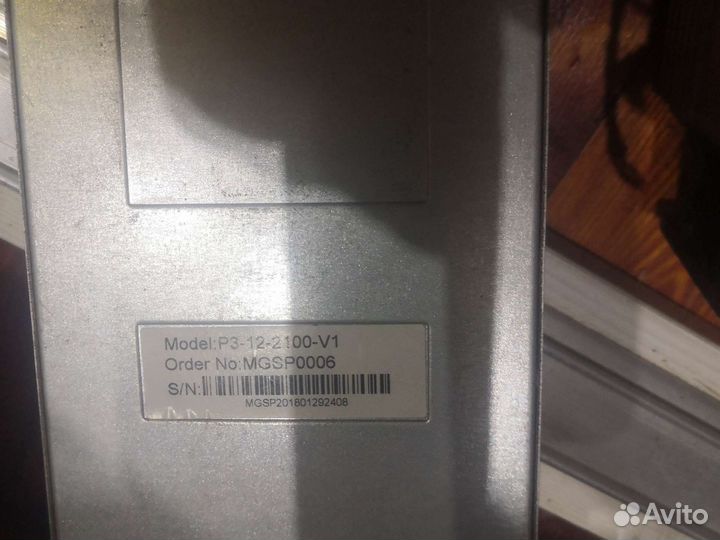 Model:P3-12-2100-V1
Order No:MGSP0006
S/N:
MGSP201801292408
Avito